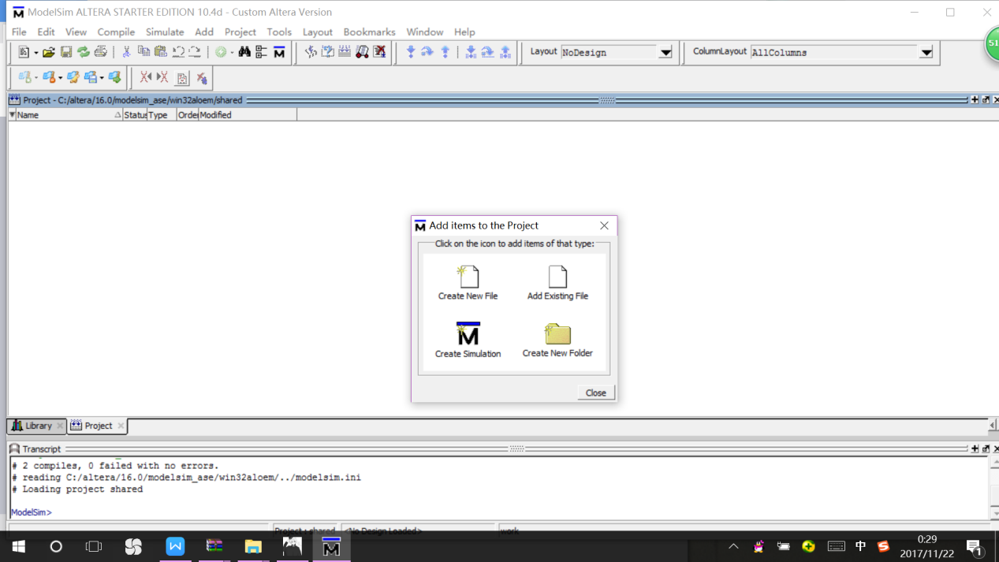 ModelSim ALTERA STARTER EDITION 10.4d - Custom Altera Version
File Edit View Compile Simulate Add Project Tools Layout Bookmarks Window Help
51
Layout NoDesign
ColumnLayout AllColumns
Project - C:/altera/16.0/modelsim_ase/win32aloem/shared
Name Status Type Order Modified
Add items to the Project
Click on the icon to add items of that type:
Create New File Add Existing File
Create Simulation Create New Folder
Close
Library Project
Transcript
# 2 compiles, 0 failed with no errors.
# reading C:/altera/16.0/modelsim_ase/win32aloem/../modelsim.ini
# Loading project shared
ModelSim>
Project : shared <No Design Loaded> work
中
0:29
2017/11/22
1